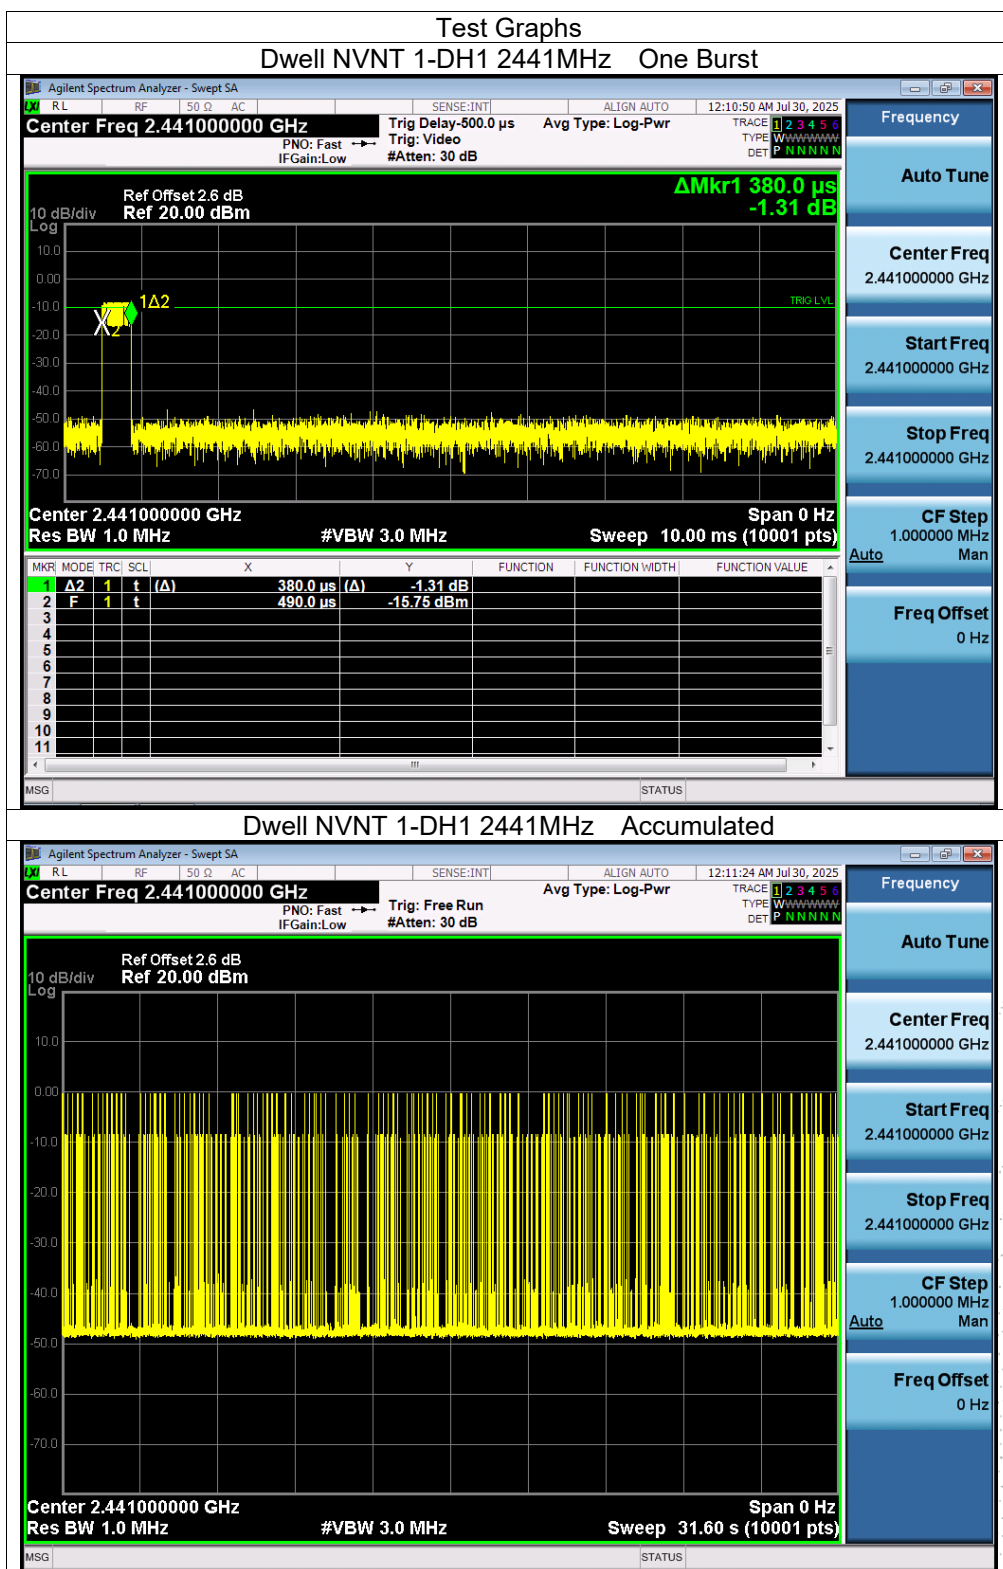 Test Graphs
Dwell NVNT 1-DH1 2441MHz One Burst
Agilent Spectrum Analyzer - Swept SA
LXI RL RF 50 Ω AC SENSE:INT ALIGN AUTO 12:10:50 AM Jul 30, 2025
Center Freq 2.441000000 GHz Trig Delay-500.0 µs Avg Type: Log-Pwr TRACE 1 2 3 4 5 6
PNO: Fast Trig: Video TYPE WWWWWWW
IFGain:Low #Atten: 30 dB DET P N N N N N
Frequency
Auto Tune
Center Freq
2.441000000 GHz
Start Freq
2.441000000 GHz
Stop Freq
2.441000000 GHz
CF Step
1.000000 MHz
Auto Man
Freq Offset
0 Hz
ΔMkr1 380.0 µs
-1.31 dB
Ref Offset 2.6 dB
10 dB/div Ref 20.00 dBm
Log
10.0
0.00
-10.0
-20.0
-30.0
-40.0
-50.0
-60.0
-70.0
1Δ2
2
TRIG LVL
Center 2.441000000 GHz Span 0 Hz
Res BW 1.0 MHz #VBW 3.0 MHz Sweep 10.00 ms (10001 pts)
MKR MODE TRC SCL X Y FUNCTION FUNCTION WIDTH FUNCTION VALUE
1 Δ2 1 t (Δ) 380.0 µs (Δ) -1.31 dB
2 F 1 t 490.0 µs -15.75 dBm
3
4
5
6
7
8
9
10
11
MSG STATUS
Dwell NVNT 1-DH1 2441MHz Accumulated
Agilent Spectrum Analyzer - Swept SA
LXI RL RF 50 Ω AC SENSE:INT ALIGN AUTO 12:11:24 AM Jul 30, 2025
Center Freq 2.441000000 GHz Avg Type: Log-Pwr TRACE 1 2 3 4 5 6
PNO: Fast Trig: Free Run TYPE WWWWWWW
IFGain:Low #Atten: 30 dB DET P N N N N N
Frequency
Auto Tune
Center Freq
2.441000000 GHz
Start Freq
2.441000000 GHz
Stop Freq
2.441000000 GHz
CF Step
1.000000 MHz
Auto Man
Freq Offset
0 Hz
Ref Offset 2.6 dB
10 dB/div Ref 20.00 dBm
Log
10.0
0.00
-10.0
-20.0
-30.0
-40.0
-50.0
-60.0
-70.0
Center 2.441000000 GHz Span 0 Hz
Res BW 1.0 MHz #VBW 3.0 MHz Sweep 31.60 s (10001 pts)
MSG STATUS